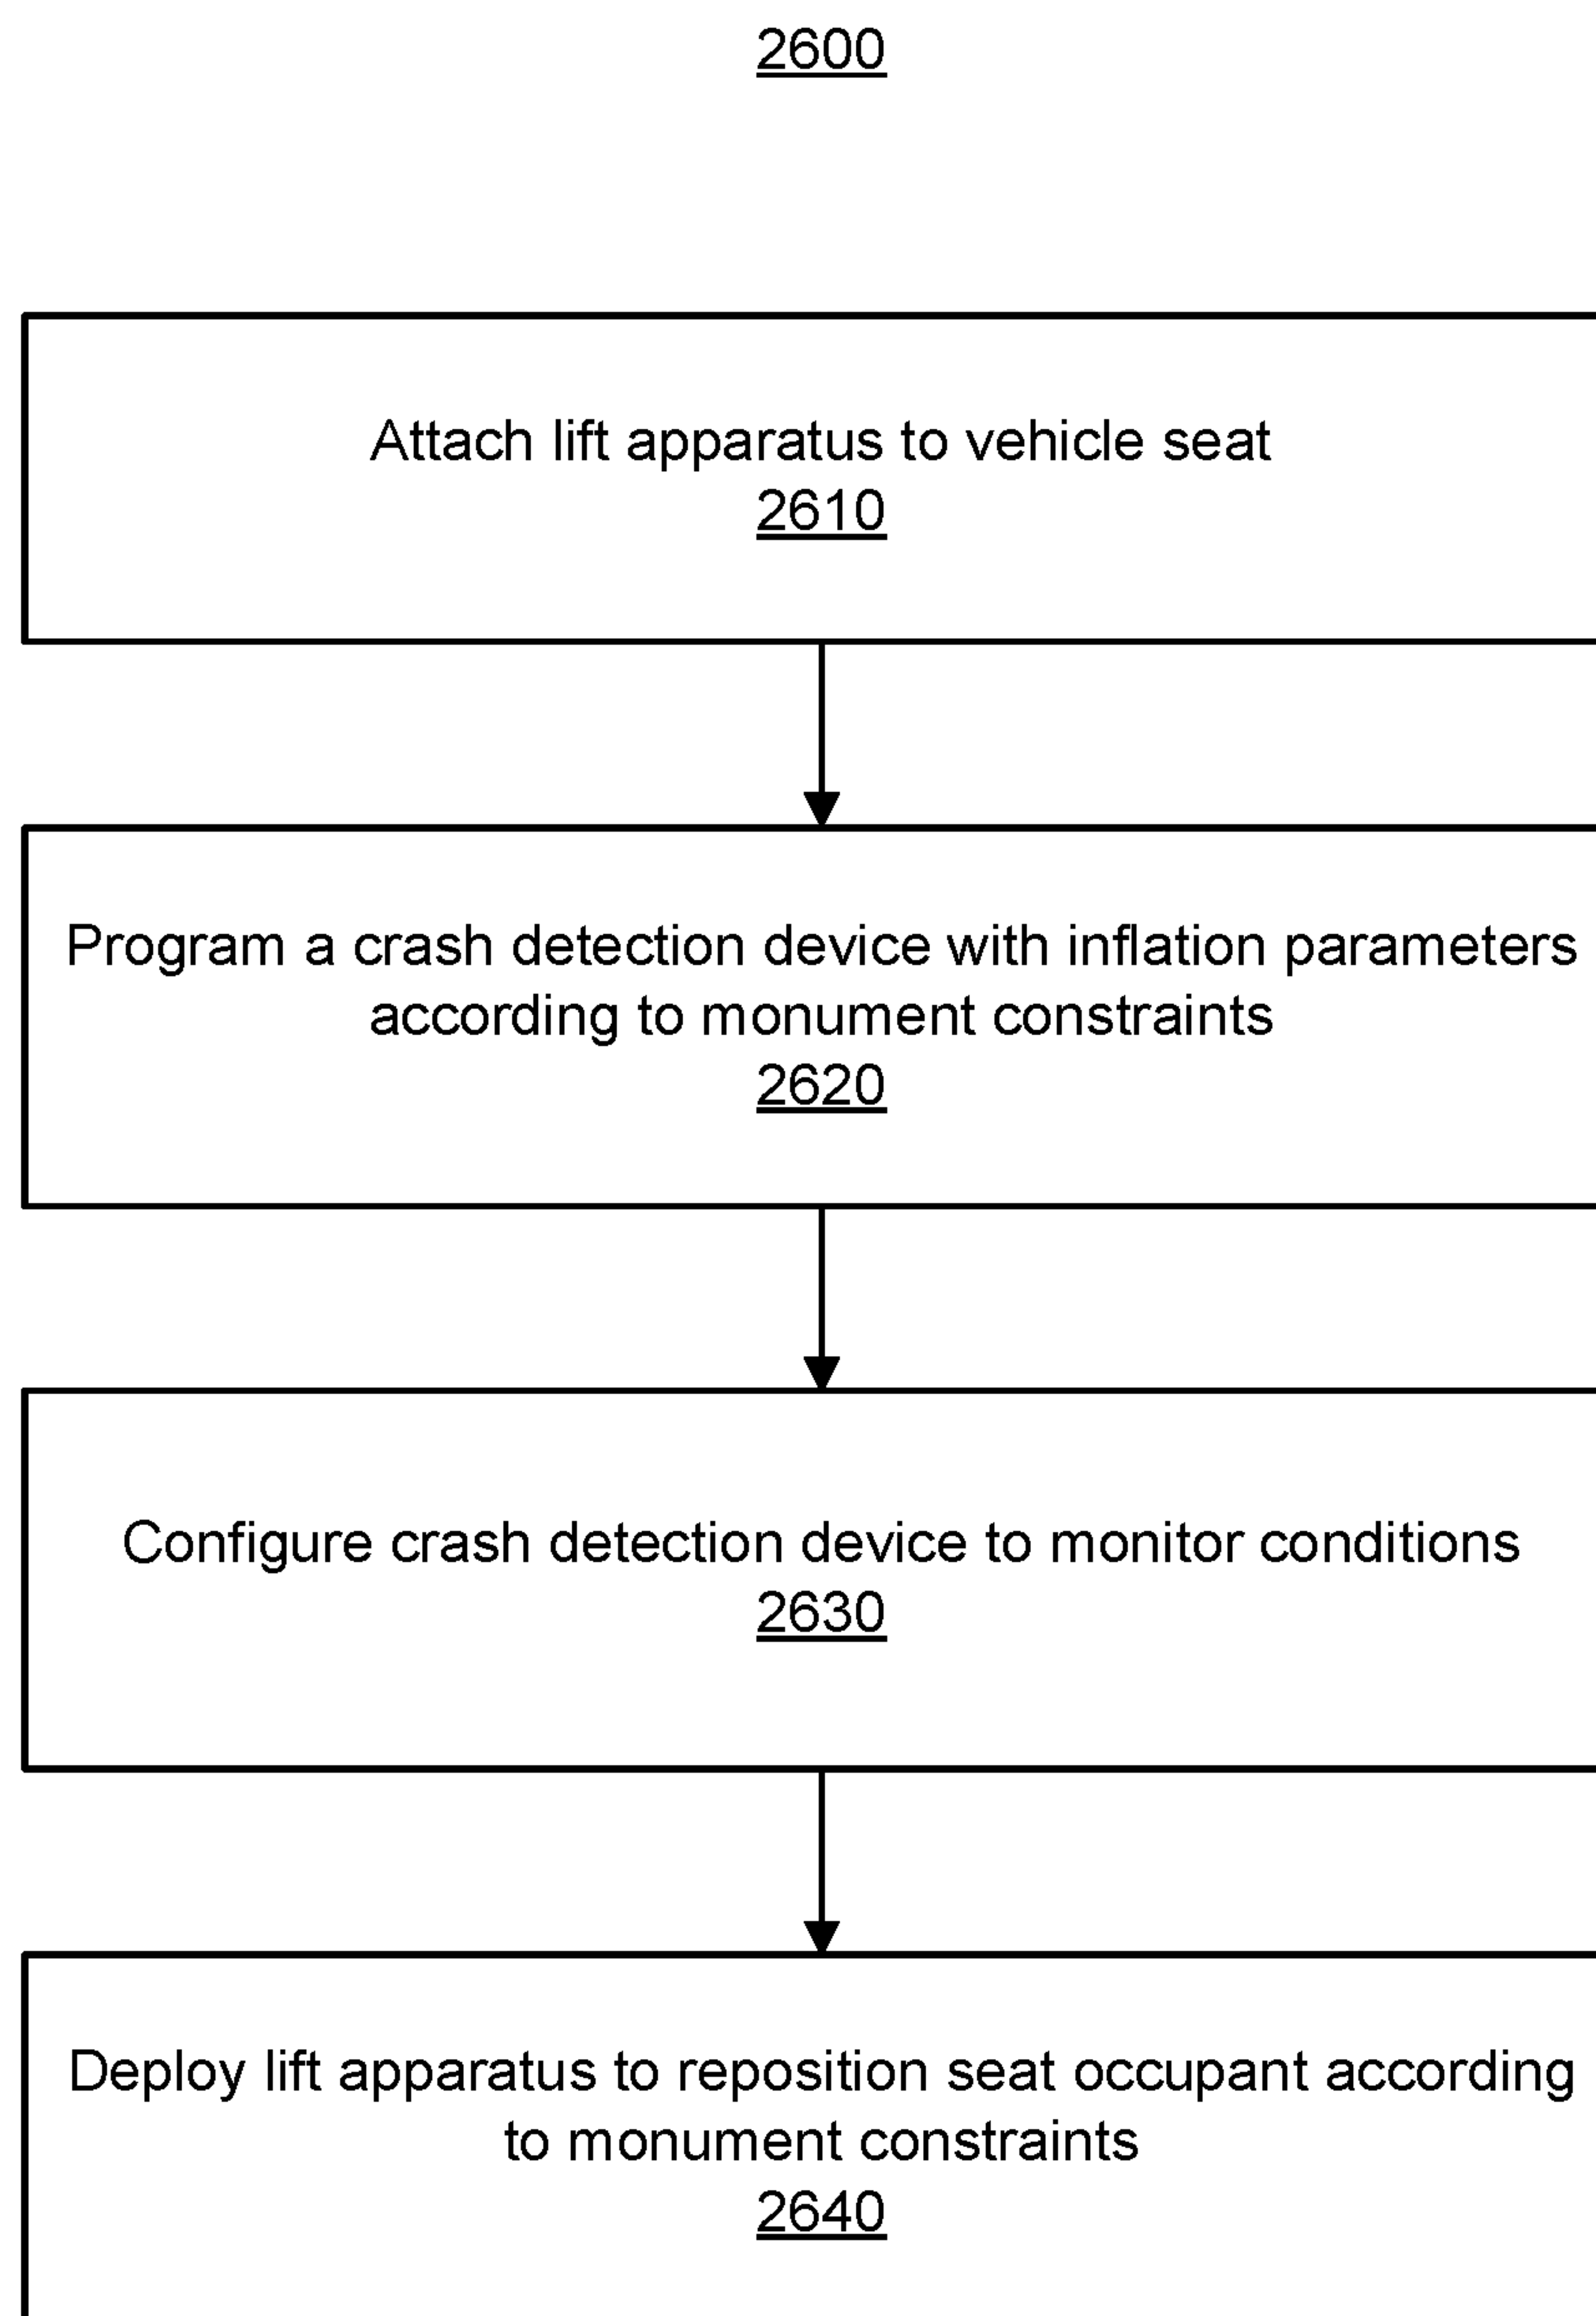 2600
Attach lift apparatus to vehicle seat
2610
Program a crash detection device with inflation parameters
according to monument constraints
2620
Configure crash detection device to monitor conditions
2630
Deploy lift apparatus to reposition seat occupant according
to monument constraints
2640